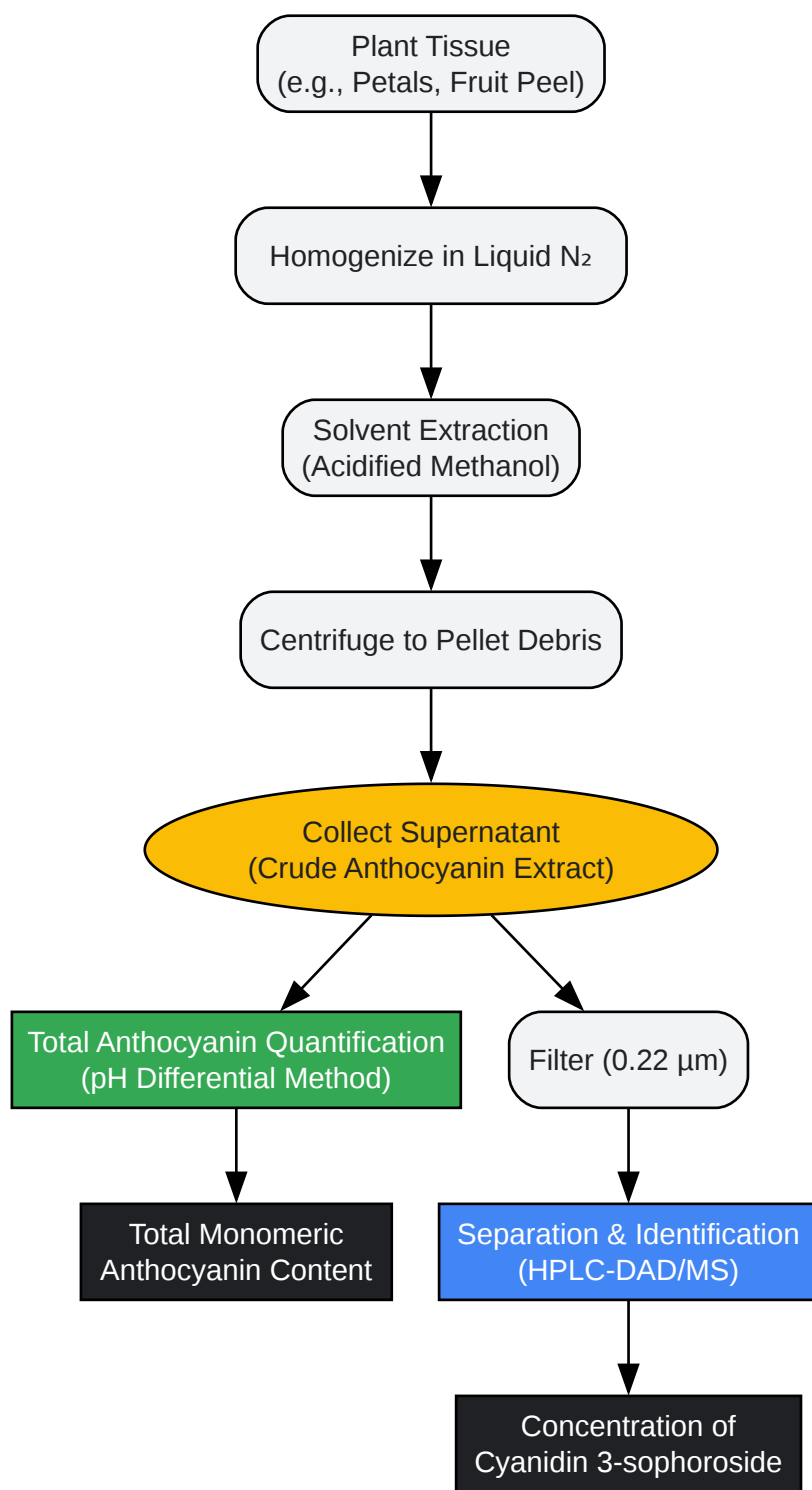 Plant Tissue
(e.g., Petals, Fruit Peel)
Homogenize in Liquid N₂
Solvent Extraction
(Acidified Methanol)
Centrifuge to Pellet Debris
Collect Supernatant
(Crude Anthocyanin Extract)
Total Anthocyanin Quantification
(pH Differential Method)
Filter (0.22 µm)
Total Monomeric
Anthocyanin Content
Separation & Identification
(HPLC-DAD/MS)
Concentration of
Cyanidin 3-sophoroside